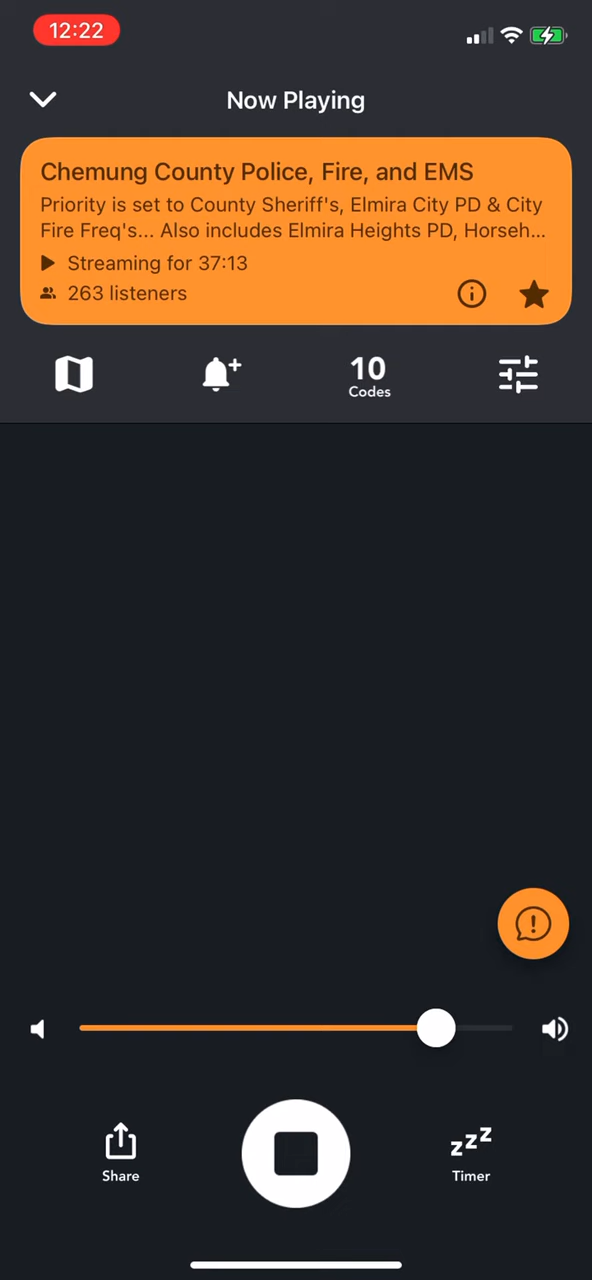 12:22
Now Playing
Chemung County Police, Fire, and EMS
Priority is set to County Sheriff's, Elmira City PD & City
Fire Freq's... Also includes Elmira Heights PD, Horseh...
Streaming for 37:13
263 listeners
10
Codes
zzz
Share
Timer